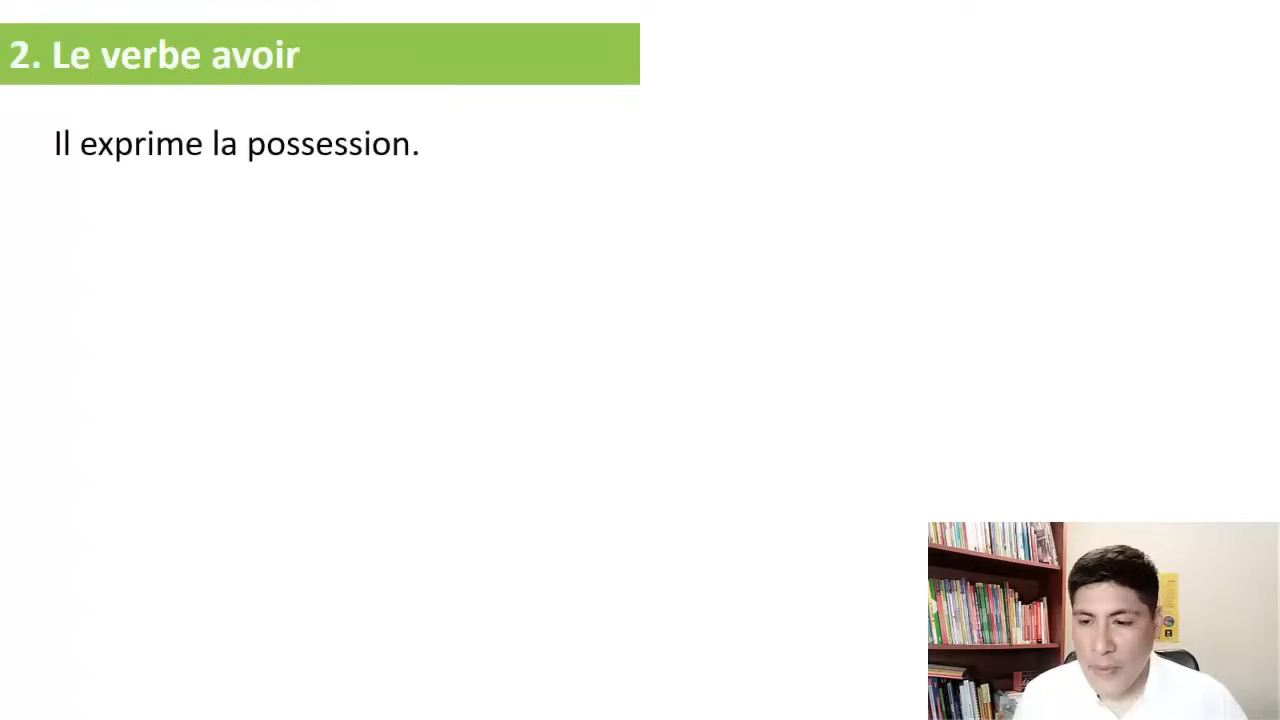 2. Le verbe avoir
Il exprime la possession.